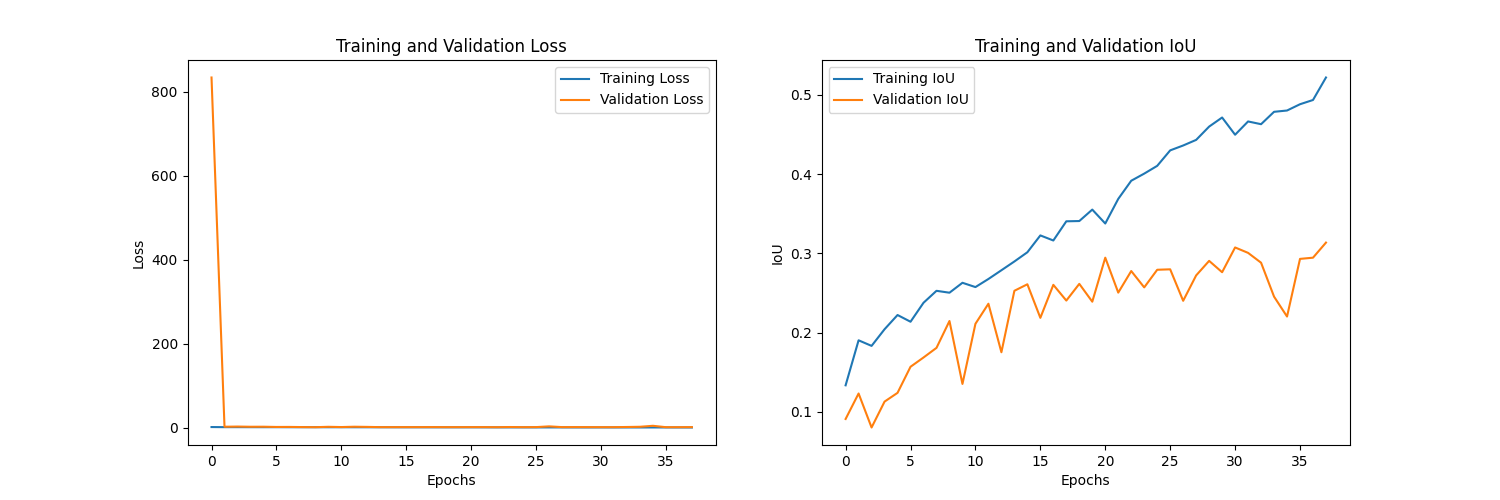 Training and Validation Loss
Training Loss
Validation Loss
800
600
400
200
0
Loss
0 5 10 15 20 25 30 35
Epochs
Training and Validation IoU
Training IoU
Validation IoU
0.5
0.4
0.3
0.2
0.1
IoU
0 5 10 15 20 25 30 35
Epochs